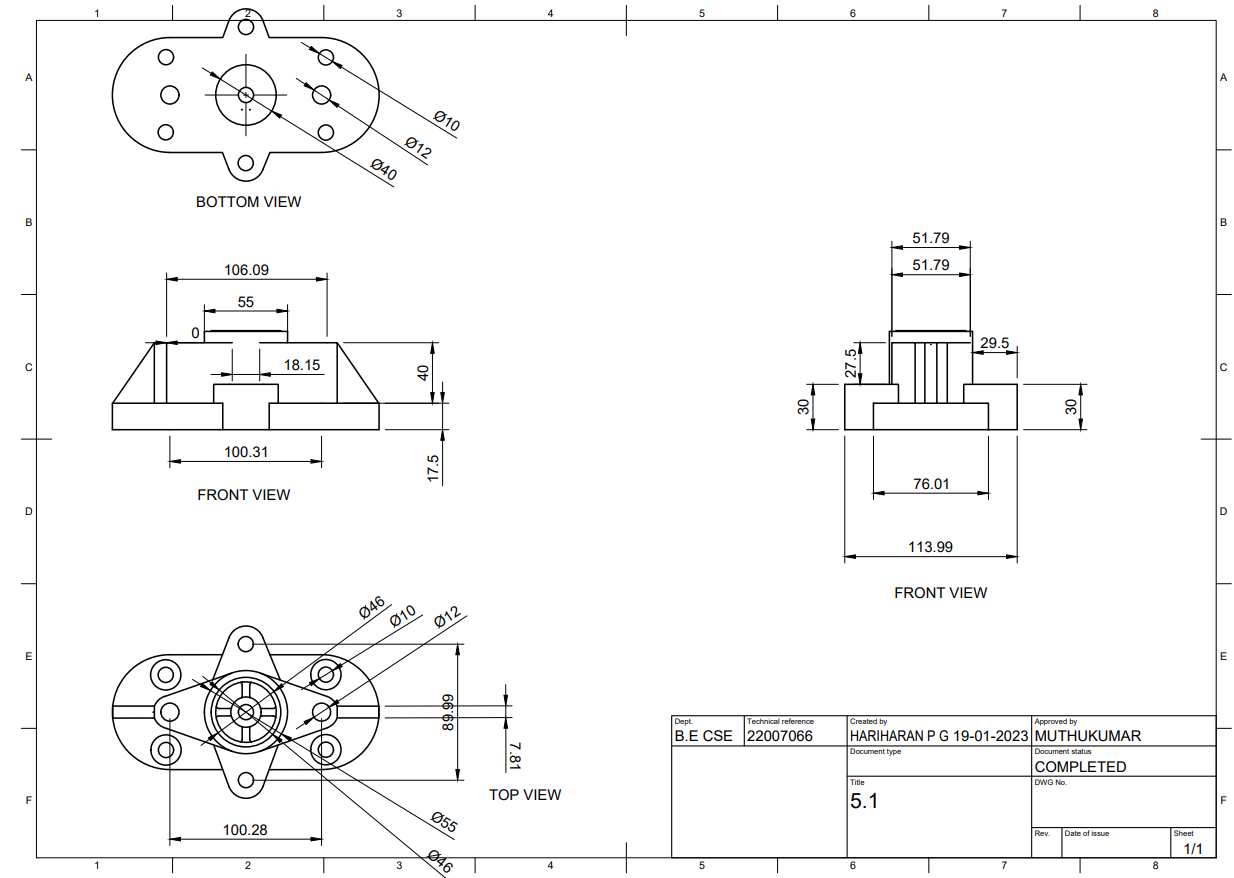 1 2 3 4 5 6 7 8
A A
Ø10
Ø12
Ø40
BOTTOM VIEW
B B
51.79
51.79
106.09
55
0
18.15
40
29.5
27.5
C C
30
30
100.31
17.5
76.01
FRONT VIEW
D D
113.99
FRONT VIEW
Ø46
Ø10
Ø12
E E
89.99
7.81
TOP VIEW
Dept. Technical reference Created by Approved by
B.E CSE 22007066 HARIHARAN P G 19-01-2023 MUTHUKUMAR
Document type Document status
COMPLETED
Title DWG No.
5.1
F F
Ø55
100.28
Ø46
Rev. Date of issue Sheet
1/1
1 2 3 4 5 6 7 8